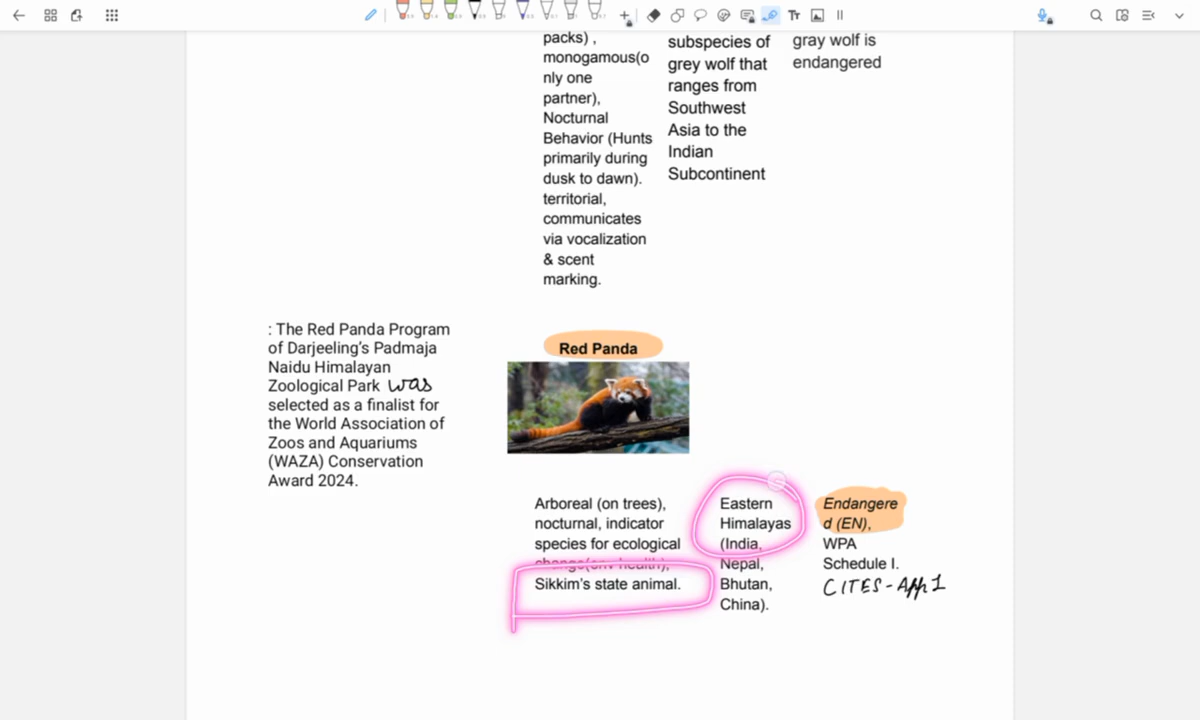 packs) ,
monogamous(o
nly one
partner),
Nocturnal
Behavior (Hunts
primarily during
dusk to dawn).
territorial,
communicates
via vocalization
& scent
marking.
subspecies of
grey wolf that
ranges from
Southwest
Asia to the
Indian
Subcontinent
gray wolf is
endangered
: The Red Panda Program
of Darjeeling's Padmaja
Naidu Himalayan
Zoological Park was
selected as a finalist for
the World Association of
Zoos and Aquariums
(WAZA) Conservation
Award 2024.
Red Panda
Arboreal (on trees),
nocturnal, indicator
species for ecological
change(env health),
Sikkim's state animal.
Eastern
Himalayas
(India,
Nepal,
Bhutan,
China).
Endangere
d (EN),
WPA
Schedule I.
CITES-App 1